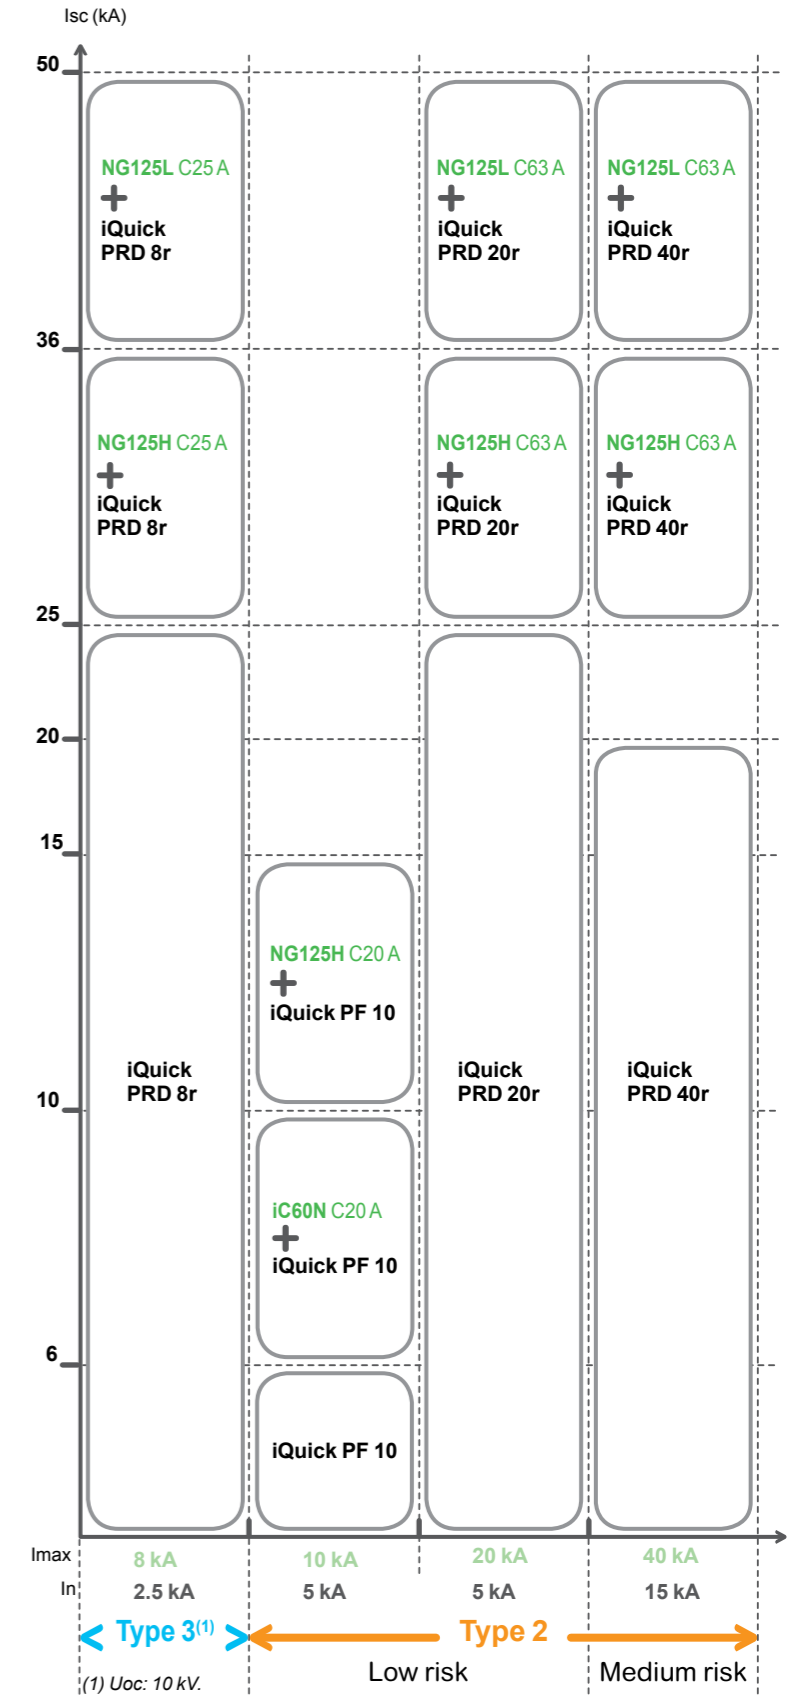 Isc (kA)
50
NG125L C25 A
+
iQuick
PRD 8r
NG125L C63 A
+
iQuick
PRD 20r
NG125L C63 A
+
iQuick
PRD 40r
36
NG125H C25 A
+
iQuick
PRD 8r
NG125H C63 A
+
iQuick
PRD 20r
NG125H C63 A
+
iQuick
PRD 40r
25
20
15
NG125H C20 A
+
iQuick PF 10
iQuick
PRD 8r
iQuick
PRD 20r
iQuick
PRD 40r
10
iC60N C20 A
+
iQuick PF 10
6
iQuick PF 10
Imax 8 kA 10 kA 20 kA 40 kA
In 2.5 kA 5 kA 5 kA 15 kA
Type 3(1) Type 2
Low risk Medium risk
(1) Uoc: 10 kV.